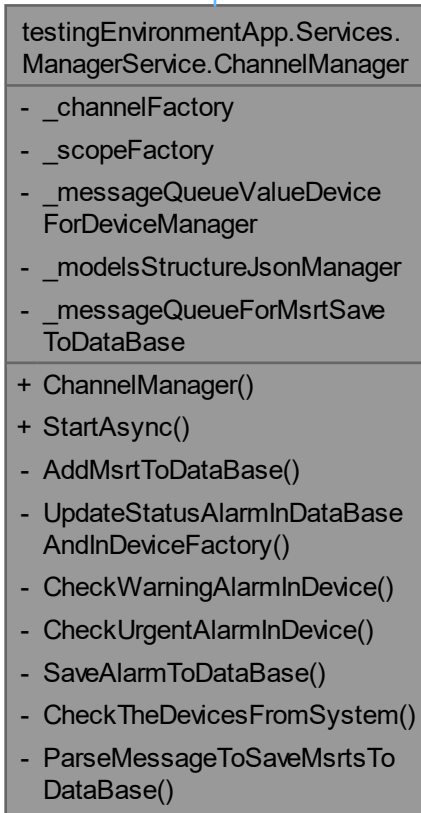 testingEnvironmentApp.Services.
ManagerService.ChannelManager
- _channelFactory
- _scopeFactory
- _messageQueueValueDevice
ForDeviceManager
- _modelsStructureJsonManager
- _messageQueueForMsrtSave
ToDataBase
+ ChannelManager()
+ StartAsync()
- AddMsrtToDataBase()
- UpdateStatusAlarmInDataBase
AndInDeviceFactory()
- CheckWarningAlarmInDevice()
- CheckUrgentAlarmInDevice()
- SaveAlarmToDataBase()
- CheckTheDevicesFromSystem()
- ParseMessageToSaveMsrtsTo
DataBase()